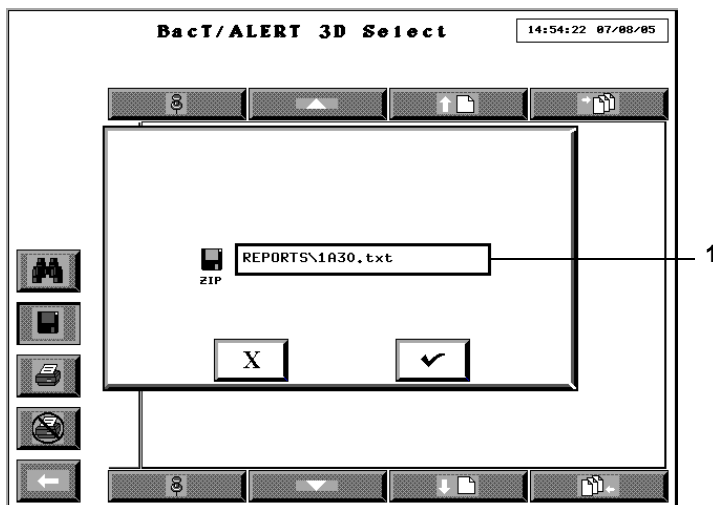 BacT/ALERT 3D Select
14:54:22 07/08/05
REPORTS\1A30.txt
1
ZIP
X